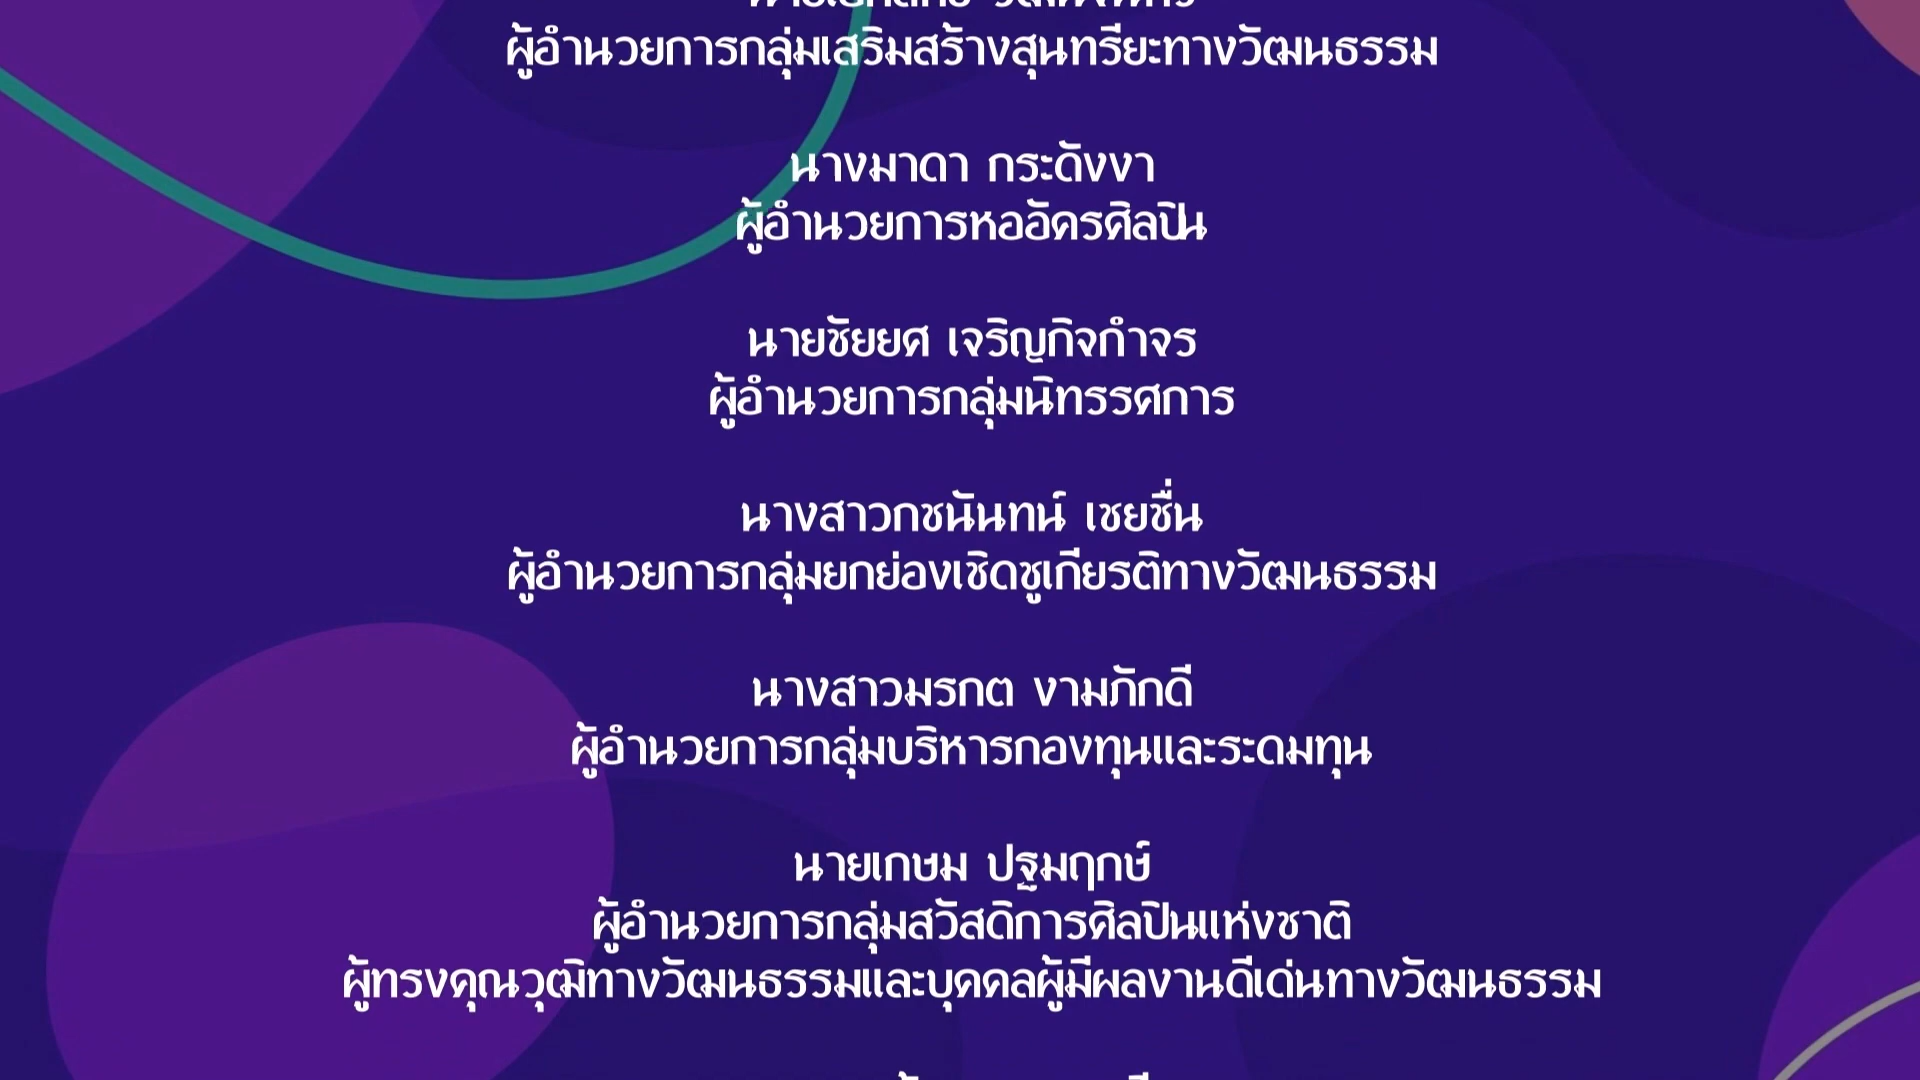 ผู้อำนวยการกลุ่มเสริมสร้างสุนทรียะทางวัฒนธรรม
นางมาดา กระดังงา
ผู้อำนวยการหออัครศิลปิน
นายชัยยศ เจริญกิจกำจร
ผู้อำนวยการกลุ่มนิทรรศการ
นางสาวกชนันทน์ เชยชื่น
ผู้อำนวยการกลุ่มยกย่องเชิดชูเกียรติทางวัฒนธรรม
นางสาวมรกต งามภักดี
ผู้อำนวยการกลุ่มบริหารกองทุนและระดมทุน
นายเกษม ปฐมฤกษ์
ผู้อำนวยการกลุ่มสวัสดิการศิลปินแห่งชาติ
ผู้ทรงคุณวุฒิทางวัฒนธรรมและบุคคลผู้มีผลงานดีเด่นทางวัฒนธรรม